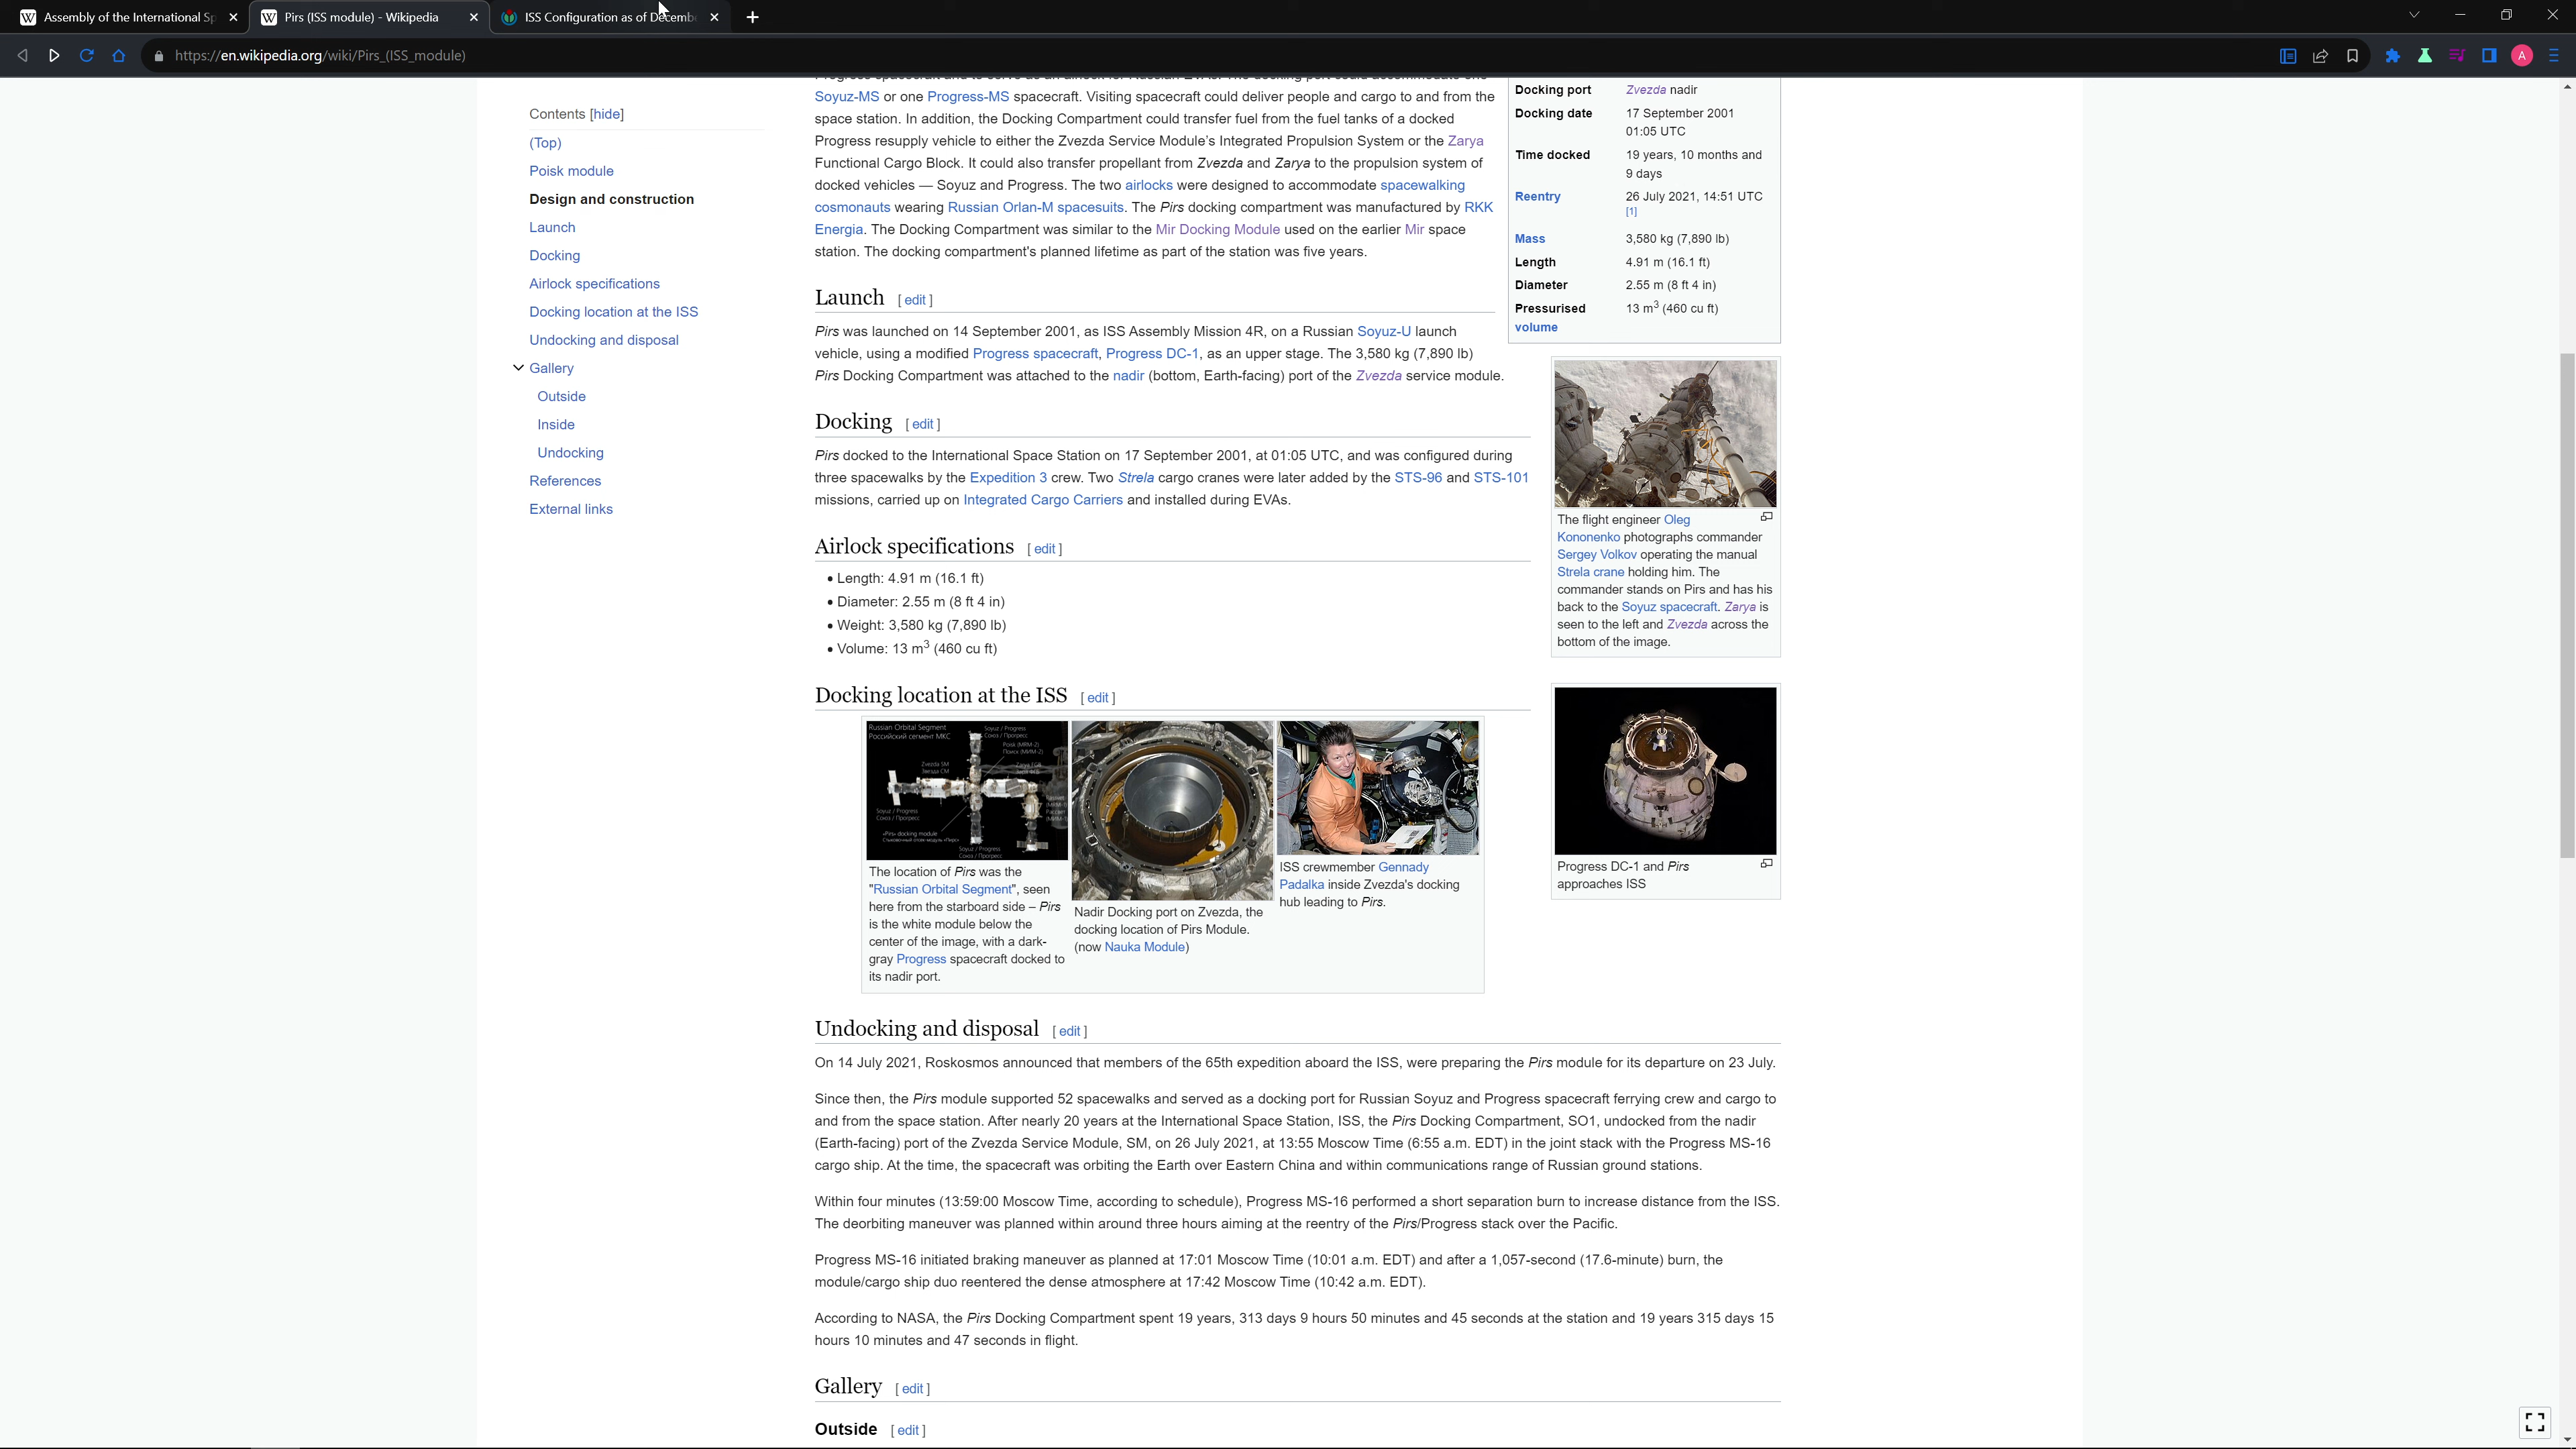 Assembly of the International Sp
Pirs (ISS module) - Wikipedia
ISS Configuration as of Decemb
https://en.wikipedia.org/wiki/Pirs_(ISS_module)
A
Contents [hide]
(Top)
Poisk module
Design and construction
Launch
Docking
Airlock specifications
Docking location at the ISS
Undocking and disposal
Gallery
Outside
Inside
Undocking
References
External links
Soyuz-MS or one Progress-MS spacecraft. Visiting spacecraft could deliver people and cargo to and from the
space station. In addition, the Docking Compartment could transfer fuel from the fuel tanks of a docked
Progress resupply vehicle to either the Zvezda Service Module's Integrated Propulsion System or the Zarya
Functional Cargo Block. It could also transfer propellant from Zvezda and Zarya to the propulsion system of
docked vehicles — Soyuz and Progress. The two airlocks were designed to accommodate spacewalking
cosmonauts wearing Russian Orlan-M spacesuits. The Pirs docking compartment was manufactured by RKK
Energia. The Docking Compartment was similar to the Mir Docking Module used on the earlier Mir space
station. The docking compartment's planned lifetime as part of the station was five years.
Launch [ edit ]
Pirs was launched on 14 September 2001, as ISS Assembly Mission 4R, on a Russian Soyuz-U launch
vehicle, using a modified Progress spacecraft, Progress DC-1, as an upper stage. The 3,580 kg (7,890 lb)
Pirs Docking Compartment was attached to the nadir (bottom, Earth-facing) port of the Zvezda service module.
Docking [ edit ]
Pirs docked to the International Space Station on 17 September 2001, at 01:05 UTC, and was configured during
three spacewalks by the Expedition 3 crew. Two Strela cargo cranes were later added by the STS-96 and STS-101
missions, carried up on Integrated Cargo Carriers and installed during EVAs.
Airlock specifications [ edit ]
• Length: 4.91 m (16.1 ft)
• Diameter: 2.55 m (8 ft 4 in)
• Weight: 3,580 kg (7,890 lb)
• Volume: 13 m3 (460 cu ft)
Docking location at the ISS [ edit ]
Russian Orbital Segment
Российский сегмент МКС
Soyuz / Progress
Союз / Прогресс
Zvezda SM
Звезда СМ
Soyuz / Progress
Союз / Прогресс
«Pirs» docking module
Soyuz / Progress
Союз / Прогресс
The location of Pirs was the
"Russian Orbital Segment", seen
here from the starboard side – Pirs
is the white module below the
center of the image, with a dark-
gray Progress spacecraft docked to
its nadir port.
Nadir Docking port on Zvezda, the
docking location of Pirs Module.
(now Nauka Module)
ISS crewmember Gennady
Padalka inside Zvezda's docking
hub leading to Pirs.
Undocking and disposal [ edit ]
On 14 July 2021, Roskosmos announced that members of the 65th expedition aboard the ISS, were preparing the Pirs module for its departure on 23 July.
Since then, the Pirs module supported 52 spacewalks and served as a docking port for Russian Soyuz and Progress spacecraft ferrying crew and cargo to
and from the space station. After nearly 20 years at the International Space Station, ISS, the Pirs Docking Compartment, SO1, undocked from the nadir
(Earth-facing) port of the Zvezda Service Module, SM, on 26 July 2021, at 13:55 Moscow Time (6:55 a.m. EDT) in the joint stack with the Progress MS-16
cargo ship. At the time, the spacecraft was orbiting the Earth over Eastern China and within communications range of Russian ground stations.
Within four minutes (13:59:00 Moscow Time, according to schedule), Progress MS-16 performed a short separation burn to increase distance from the ISS.
The deorbiting maneuver was planned within around three hours aiming at the reentry of the Pirs/Progress stack over the Pacific.
Progress MS-16 initiated braking maneuver as planned at 17:01 Moscow Time (10:01 a.m. EDT) and after a 1,057-second (17.6-minute) burn, the
module/cargo ship duo reentered the dense atmosphere at 17:42 Moscow Time (10:42 a.m. EDT).
According to NASA, the Pirs Docking Compartment spent 19 years, 313 days 9 hours 50 minutes and 45 seconds at the station and 19 years 315 days 15
hours 10 minutes and 47 seconds in flight.
Gallery [ edit ]
Outside [ edit ]
Docking port Zvezda nadir
Docking date 17 September 2001
01:05 UTC
Time docked 19 years, 10 months and
9 days
Reentry 26 July 2021, 14:51 UTC
[1]
Mass 3,580 kg (7,890 lb)
Length 4.91 m (16.1 ft)
Diameter 2.55 m (8 ft 4 in)
Pressurised 13 m3 (460 cu ft)
volume
The flight engineer Oleg
Kononenko photographs commander
Sergey Volkov operating the manual
Strela crane holding him. The
commander stands on Pirs and has his
back to the Soyuz spacecraft. Zarya is
seen to the left and Zvezda across the
bottom of the image.
Progress DC-1 and Pirs
approaches ISS